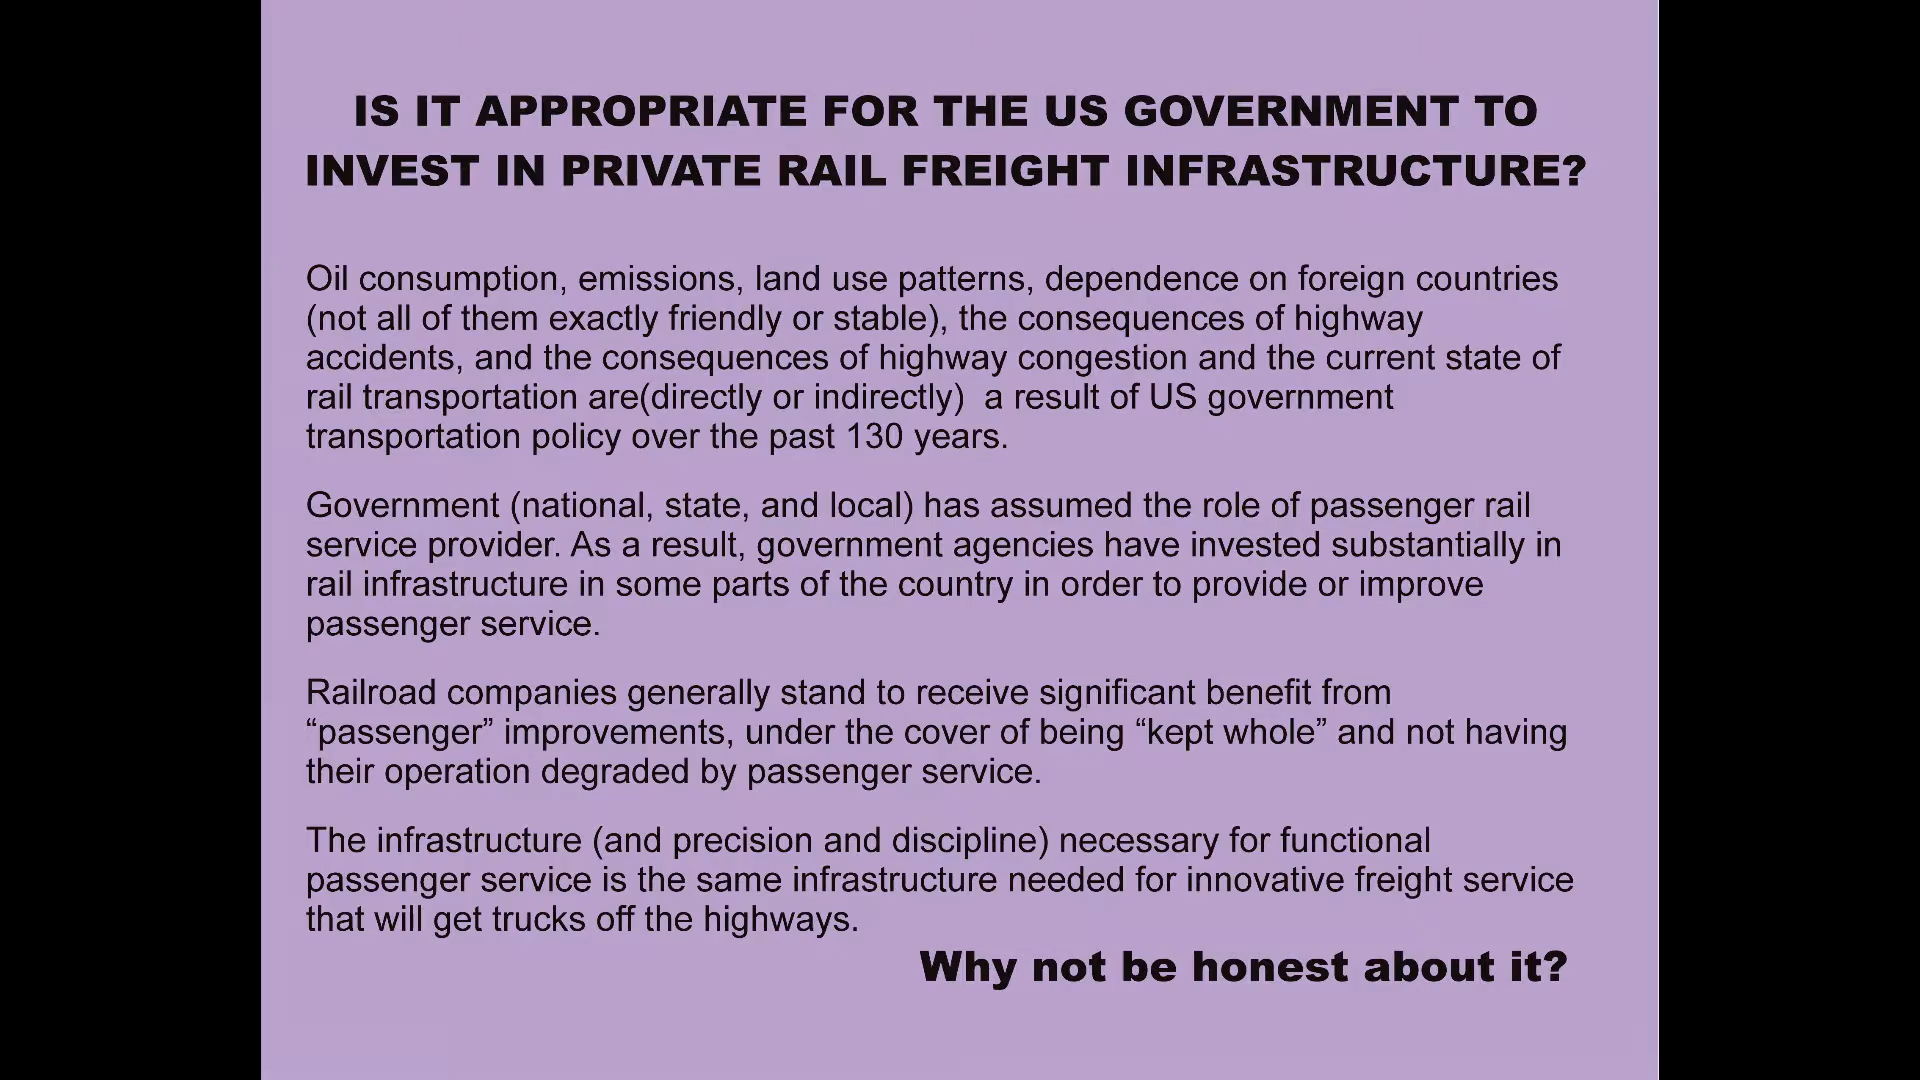 IS IT APPROPRIATE FOR THE US GOVERNMENT TO
INVEST IN PRIVATE RAIL FREIGHT INFRASTRUCTURE?
Oil consumption, emissions, land use patterns, dependence on foreign countries
(not all of them exactly friendly or stable), the consequences of highway
accidents, and the consequences of highway congestion and the current state of
rail transportation are(directly or indirectly)  a result of US government
transportation policy over the past 130 years.
Government (national, state, and local) has assumed the role of passenger rail
service provider. As a result, government agencies have invested substantially in
rail infrastructure in some parts of the country in order to provide or improve
passenger service.
Railroad companies generally stand to receive significant benefit from
“passenger” improvements, under the cover of being “kept whole” and not having
their operation degraded by passenger service.
The infrastructure (and precision and discipline) necessary for functional
passenger service is the same infrastructure needed for innovative freight service
that will get trucks off the highways.
Why not be honest about it?